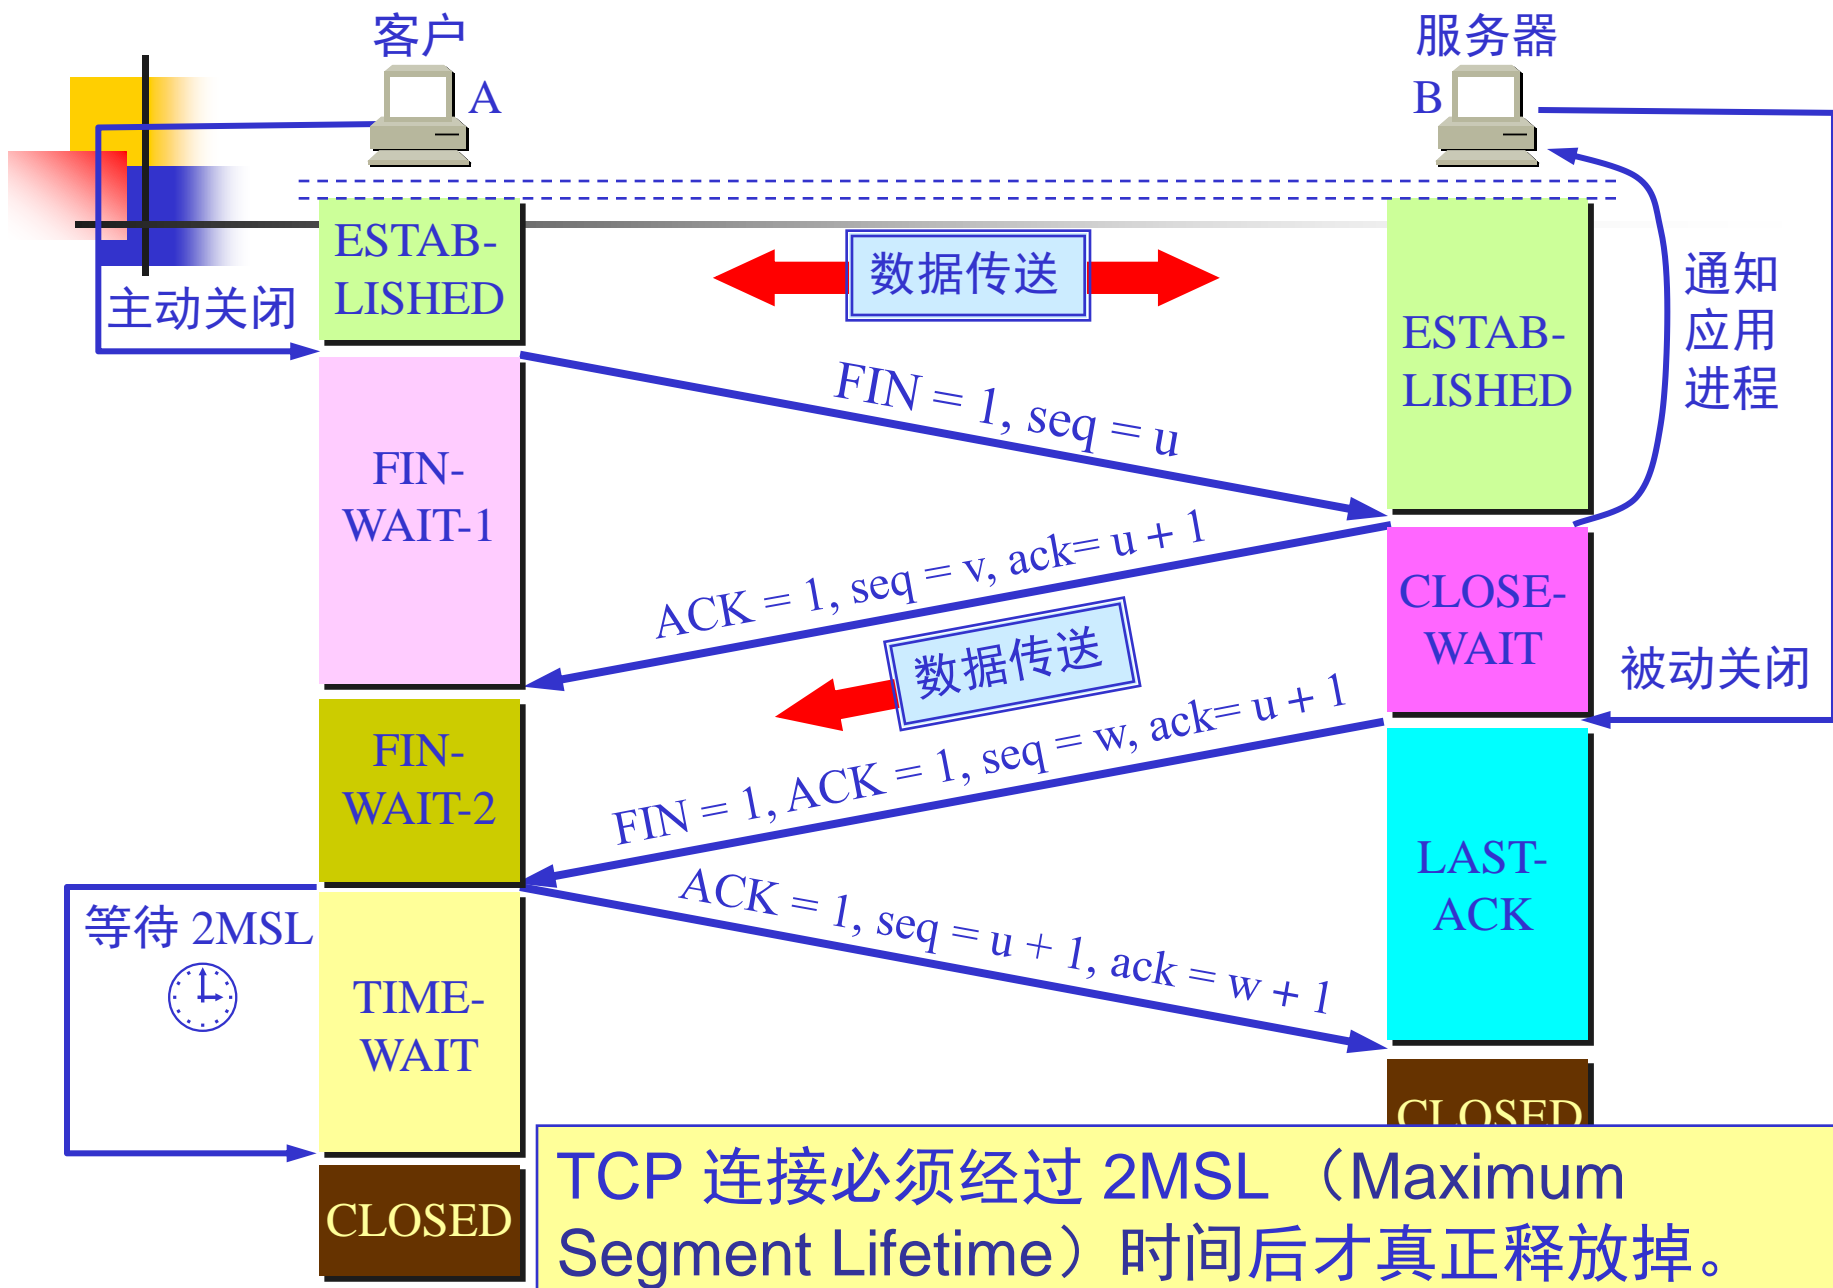 客户
服务器
A
B
ESTAB-
LISHED
数据传送
主动关闭
ESTAB-
LISHED
通知
应用
进程
FIN = 1, seq = u
FIN-
WAIT-1
ACK = 1, seq = v, ack= u + 1
CLOSE-
WAIT
数据传送
被动关闭
FIN-
WAIT-2
FIN = 1, ACK = 1, seq = w, ack= u + 1
LAST-
ACK
ACK = 1, seq = u + 1, ack = w + 1
等待 2MSL
TIME-
WAIT
CLOSED
CLOSED
TCP 连接必须经过 2MSL （Maximum
Segment Lifetime）时间后才真正释放掉。